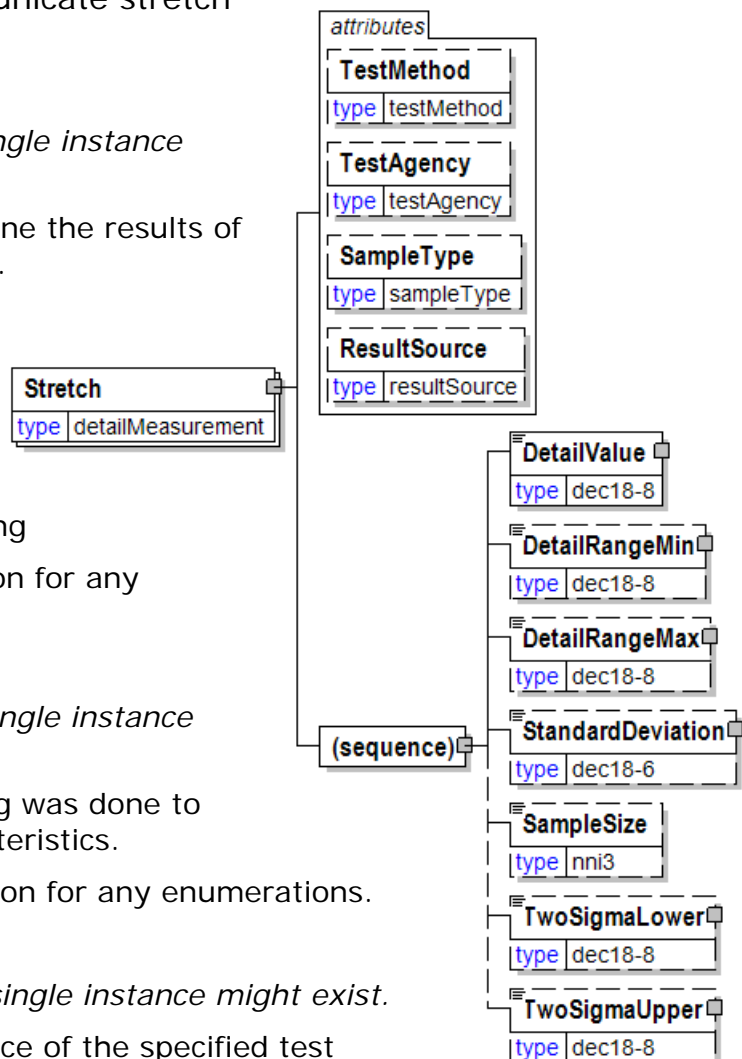 unicate stretch
ngle instance
ne the results of
.
ng
on for any
ngle instance
g was done to
teristics.
on for any enumerations.
single instance might exist.
ce of the specified test
attributes
TestMethod
type testMethod
TestAgency
type testAgency
SampleType
type sampleType
ResultSource
type resultSource
Stretch
type detailMeasurement
(sequence)
DetailValue
type dec18-8
DetailRangeMin
type dec18-8
DetailRangeMax
type dec18-8
StandardDeviation
type dec18-6
SampleSize
type nni3
TwoSigmaLower
type dec18-8
TwoSigmaUpper
type dec18-8